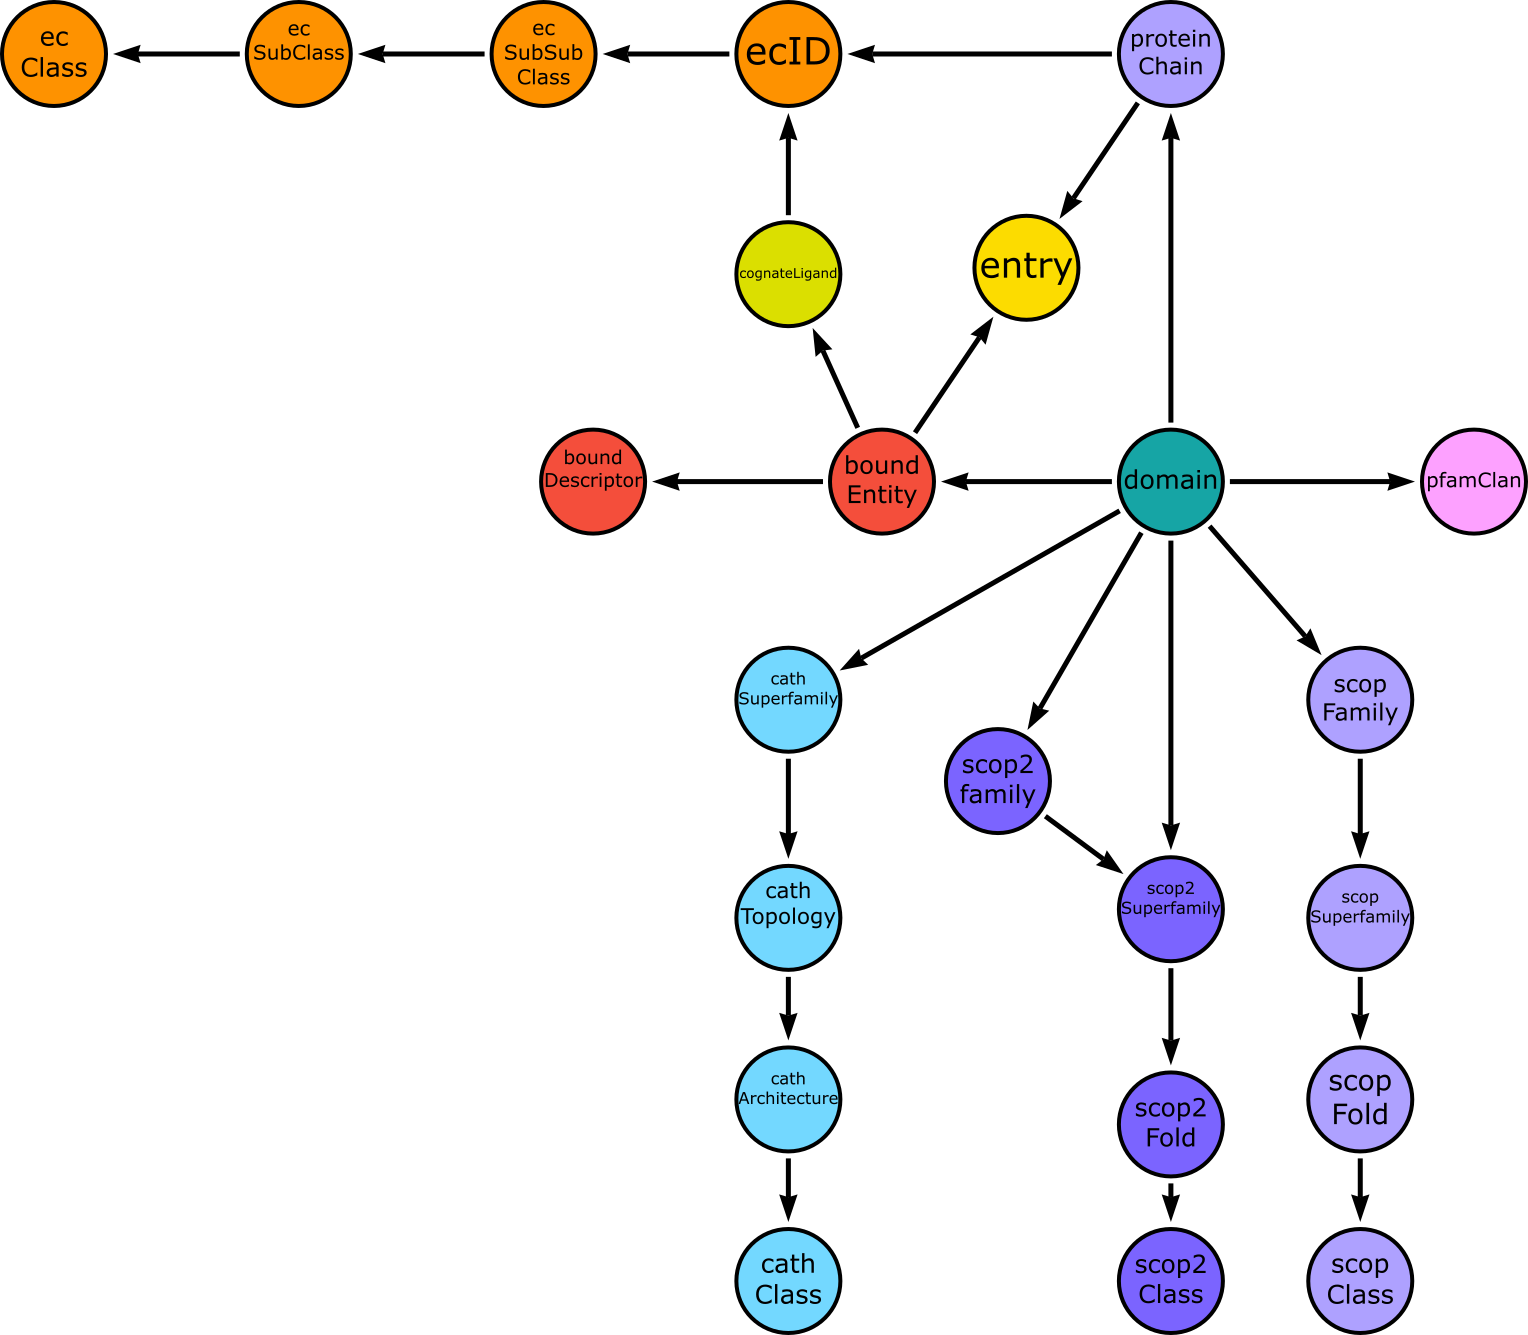 ec
Class
ec
SubClass
ec
SubSub
Class
ecID
protein
Chain
cognateLigand
entry
bound
Descriptor
bound
Entity
domain
pfamClan
cath
Superfamily
scop2
family
scop
Family
cath
Topology
scop2
Superfamily
scop
Superfamily
cath
Architecture
scop2
Fold
scop
Fold
cath
Class
scop2
Class
scop
Class